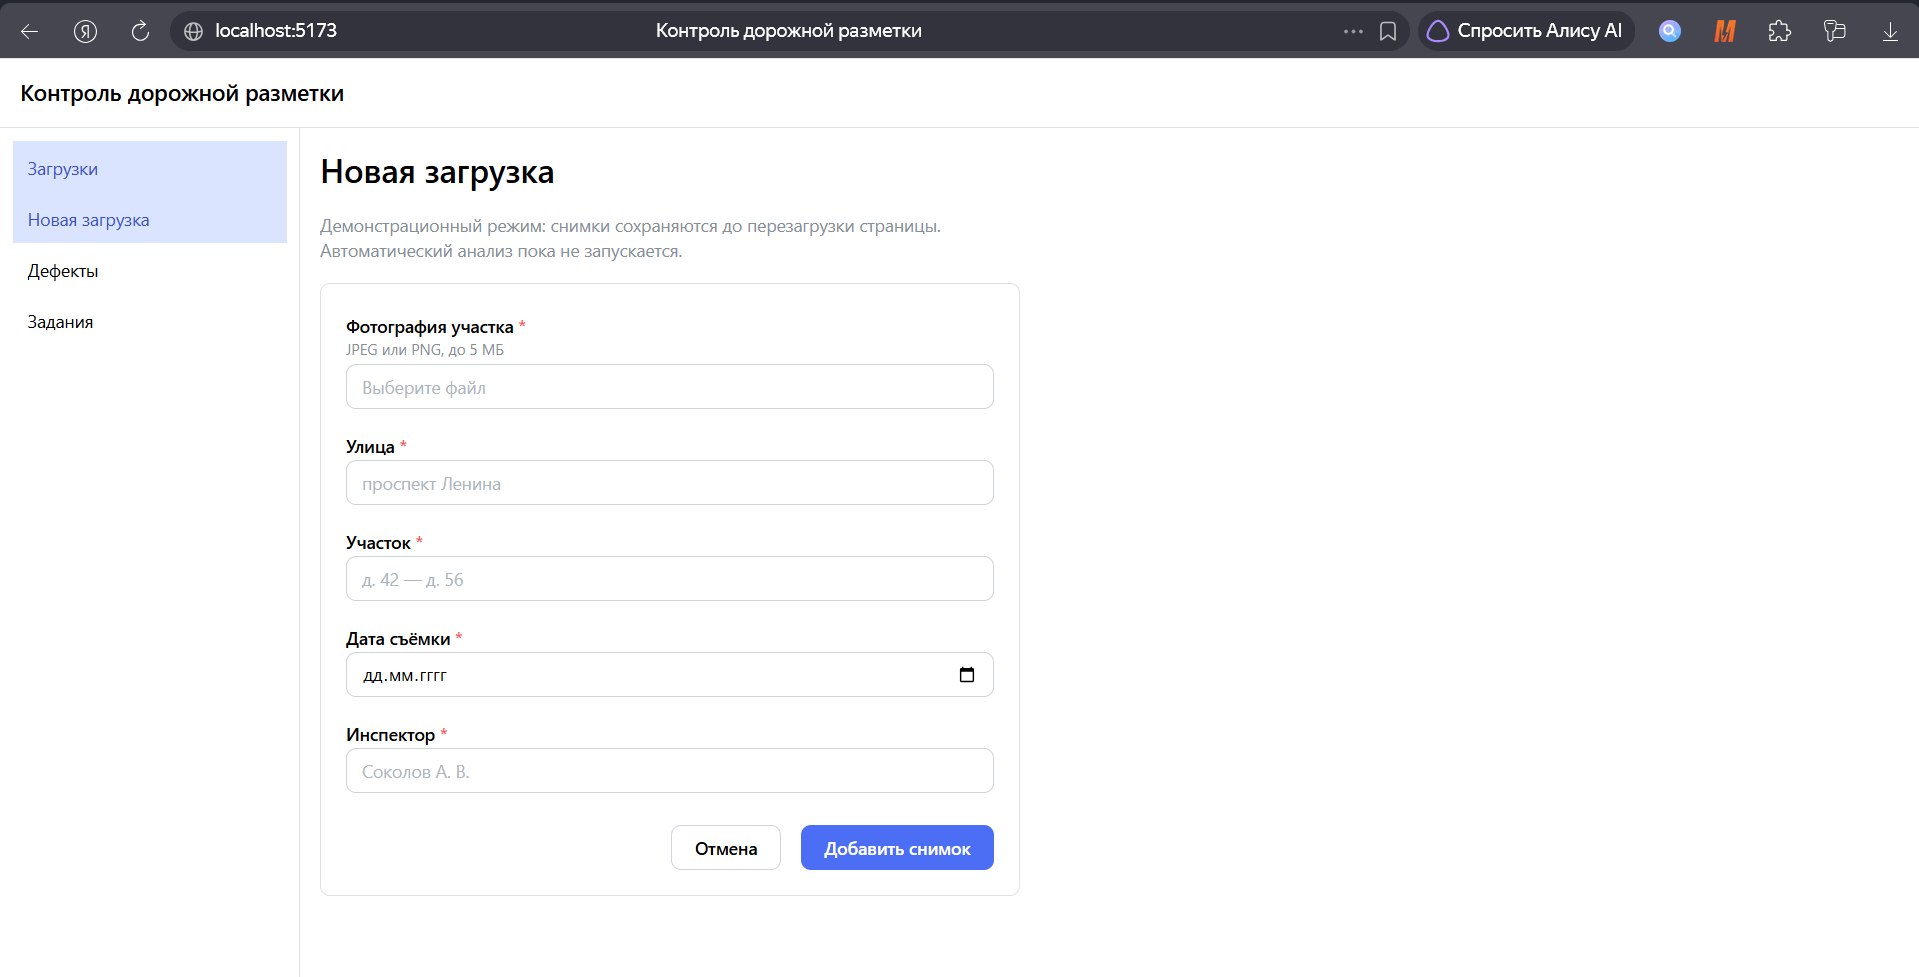 localhost:5173
Контроль дорожной разметки
Спросить Алису AI
Контроль дорожной разметки
Загрузки
Новая загрузка
Дефекты
Задания
Новая загрузка
Демонстрационный режим: снимки сохраняются до перезагрузки страницы.
Автоматический анализ пока не запускается.
Фотография участка *
JPEG или PNG, до 5 МБ
Выберите файл
Улица *
проспект Ленина
Участок *
д. 42 — д. 56
Дата съёмки *
дд.мм.гггг
Инспектор *
Соколов А. В.
Отмена
Добавить снимок